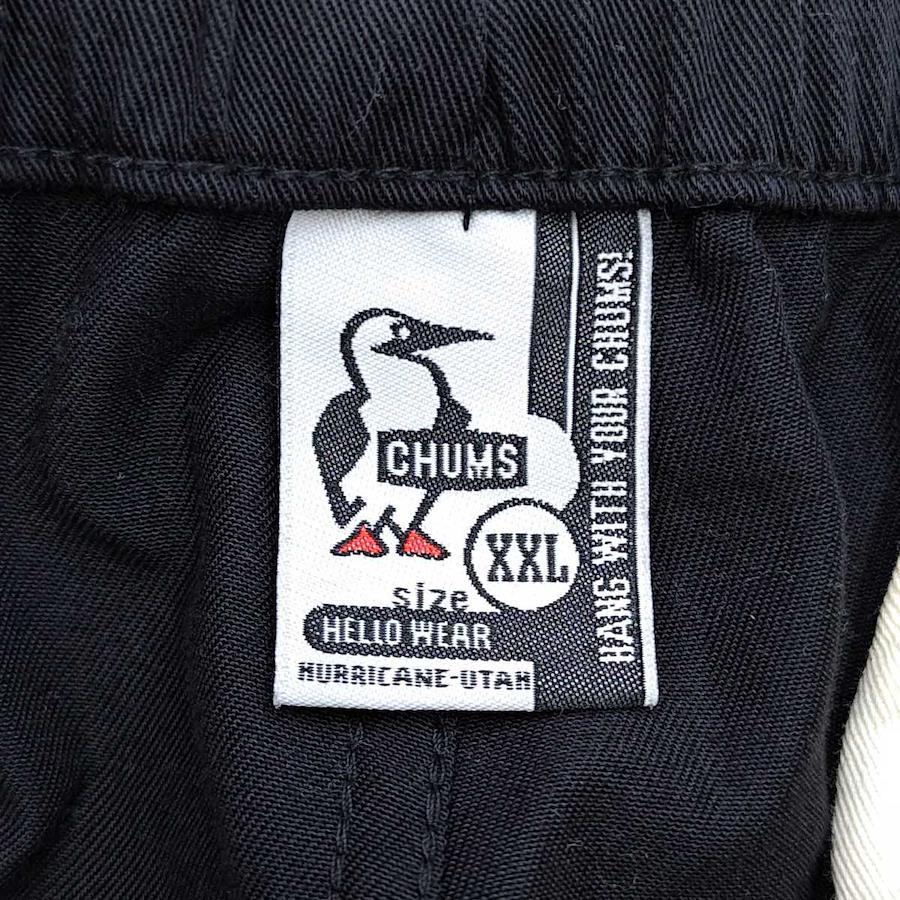 CHUMS
XXL
size
HELLO WEAR
HURRICANE-UTAH
HANG WITH YOUR CHUMS!